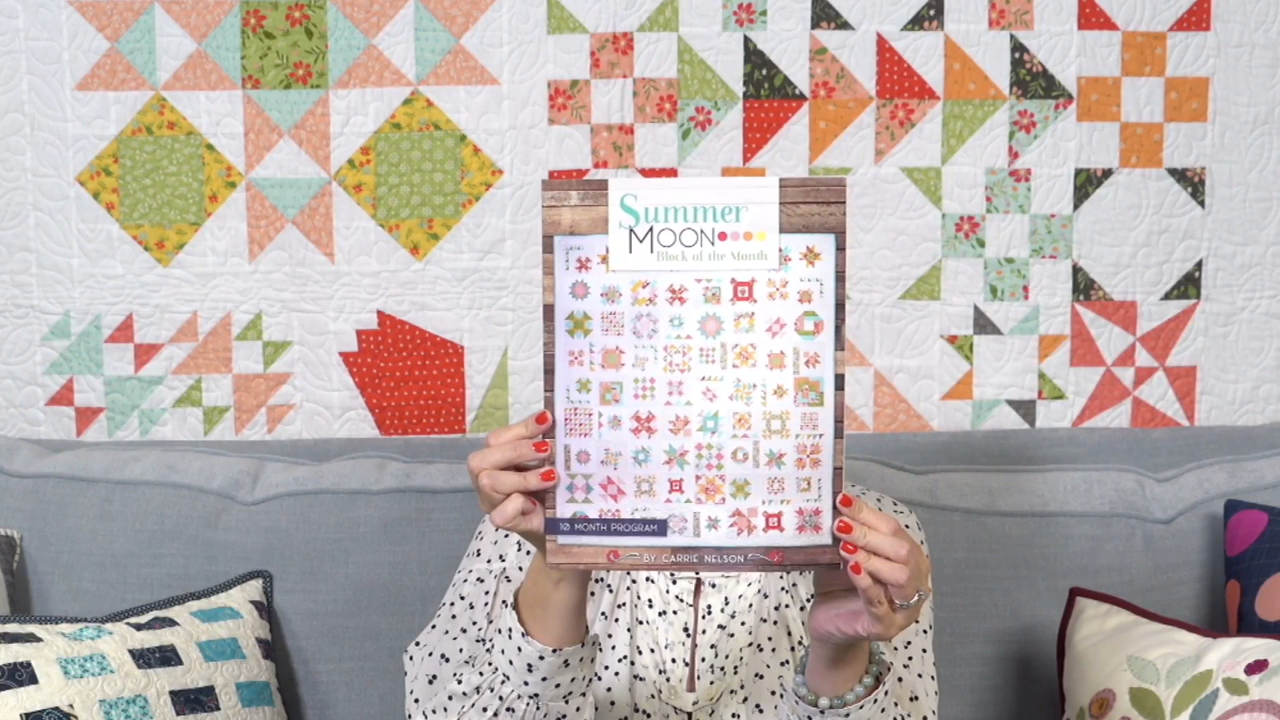 Summer
MOON
Block of the Month
10 MONTH PROGRAM
BY CARRIE NELSON